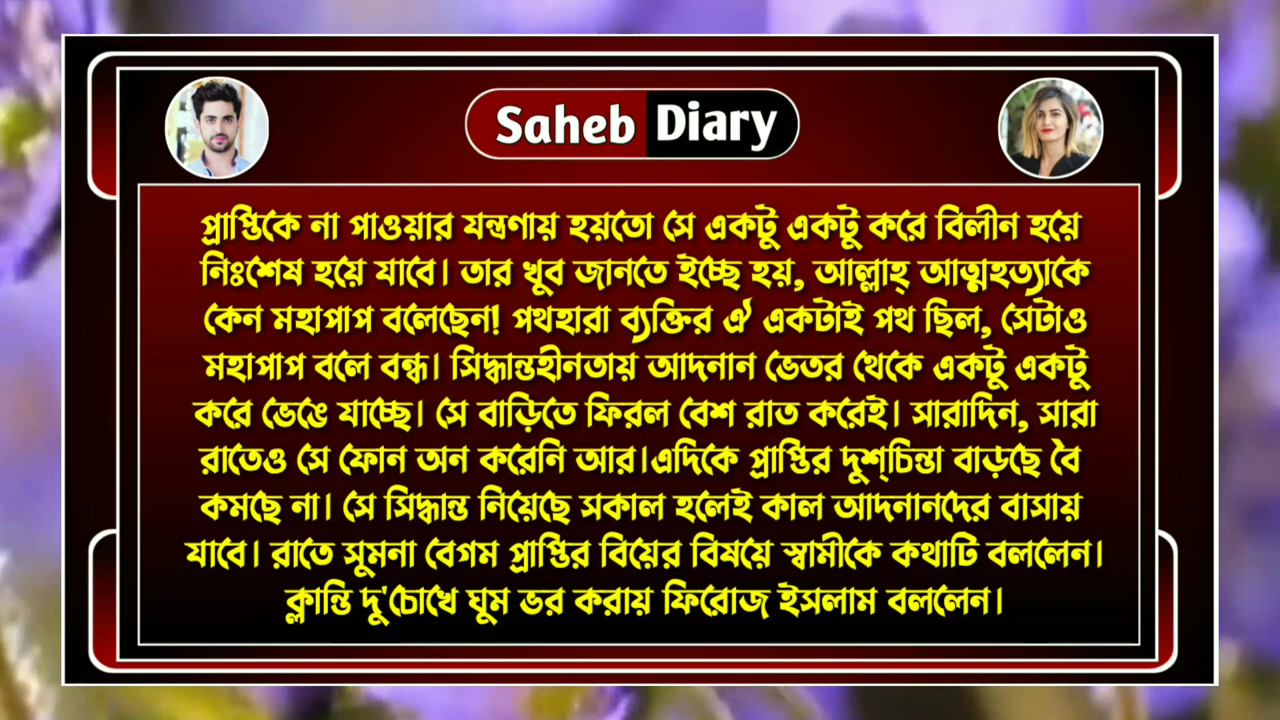 Saheb Diary
প্রাপ্তিকে না পাওয়ার যন্ত্রণায় হয়তো সে একটু একটু করে বিলীন হয়ে
নিঃশেষ হয়ে যাবে। তার খুব জানতে ইচ্ছে হয়, আল্লাহ্ আত্মহত্যাকে
কেন মহাপাপ বলেছেন! পথহারা ব্যক্তির ঐ একটাই পথ ছিল, সেটাও
মহাপাপ বলে বন্ধ। সিদ্ধান্তহীনতায় আদনান ভেতর থেকে একটু একটু
করে ভেঙে যাচ্ছে। সে বাড়িতে ফিরল বেশ রাত করেই। সারাদিন, সারা
রাতেও সে ফোন অন করেনি আর।এদিকে প্রাপ্তির দুশ্চিন্তা বাড়ছে বৈ
কমছে না। সে সিদ্ধান্ত নিয়েছে সকাল হলেই কাল আদনানদের বাসায়
যাবে। রাতে সুমনা বেগম প্রাপ্তির বিয়ের বিষয়ে স্বামীকে কথাটি বললেন।
ক্লান্তি দু'চোখে ঘুম ভর করায় ফিরোজ ইসলাম বললেন।